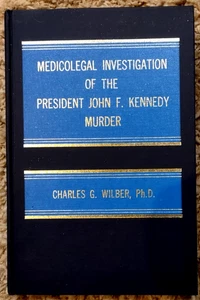 MEDICOLEGAL INVESTIGATION
OF THE
PRESIDENT JOHN F. KENNEDY
MURDER
CHARLES G. WILBER, Ph.D.